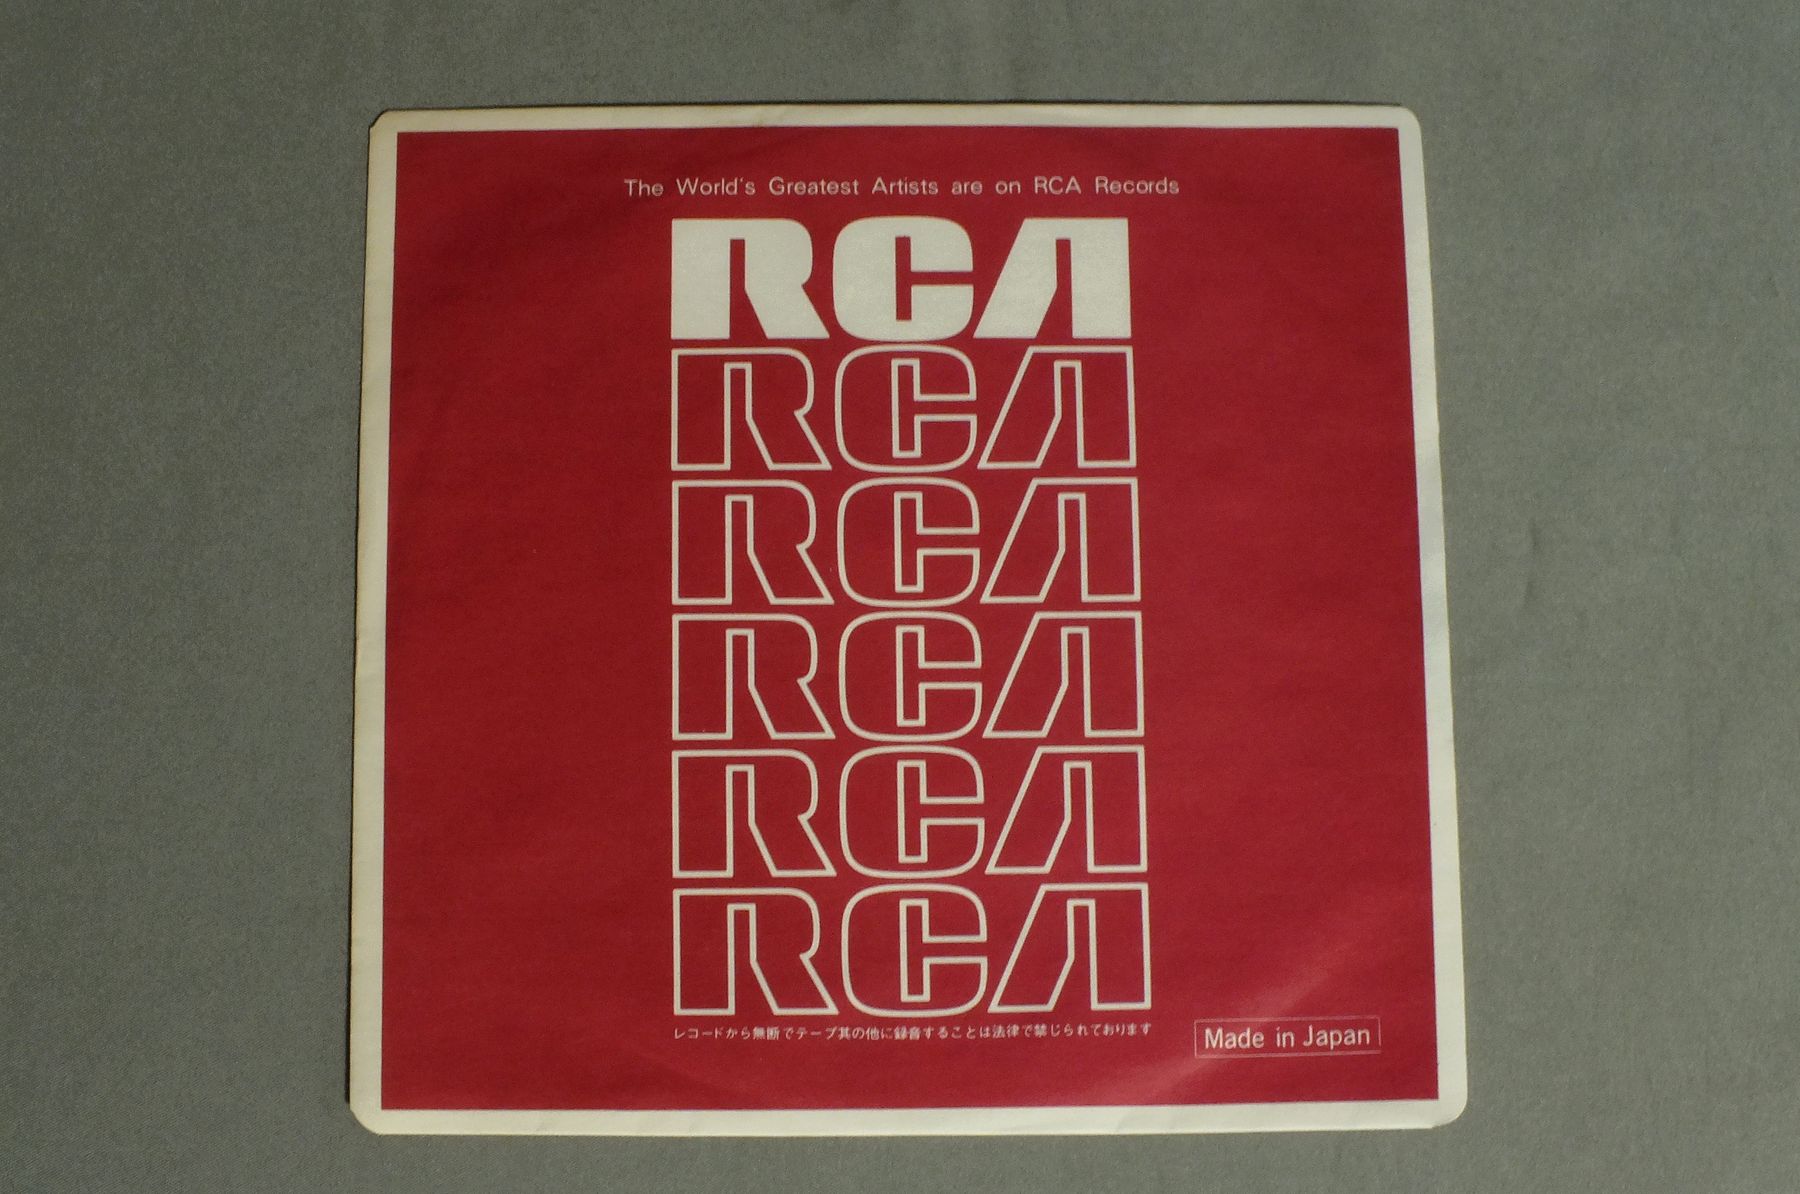 The World's Greatest Artists are on RCA Records
RCA
RCA
RCA
RCA
RCA
RCA
レコードから無断でテープ其の他に録音することは法律で禁じられております
Made in Japan